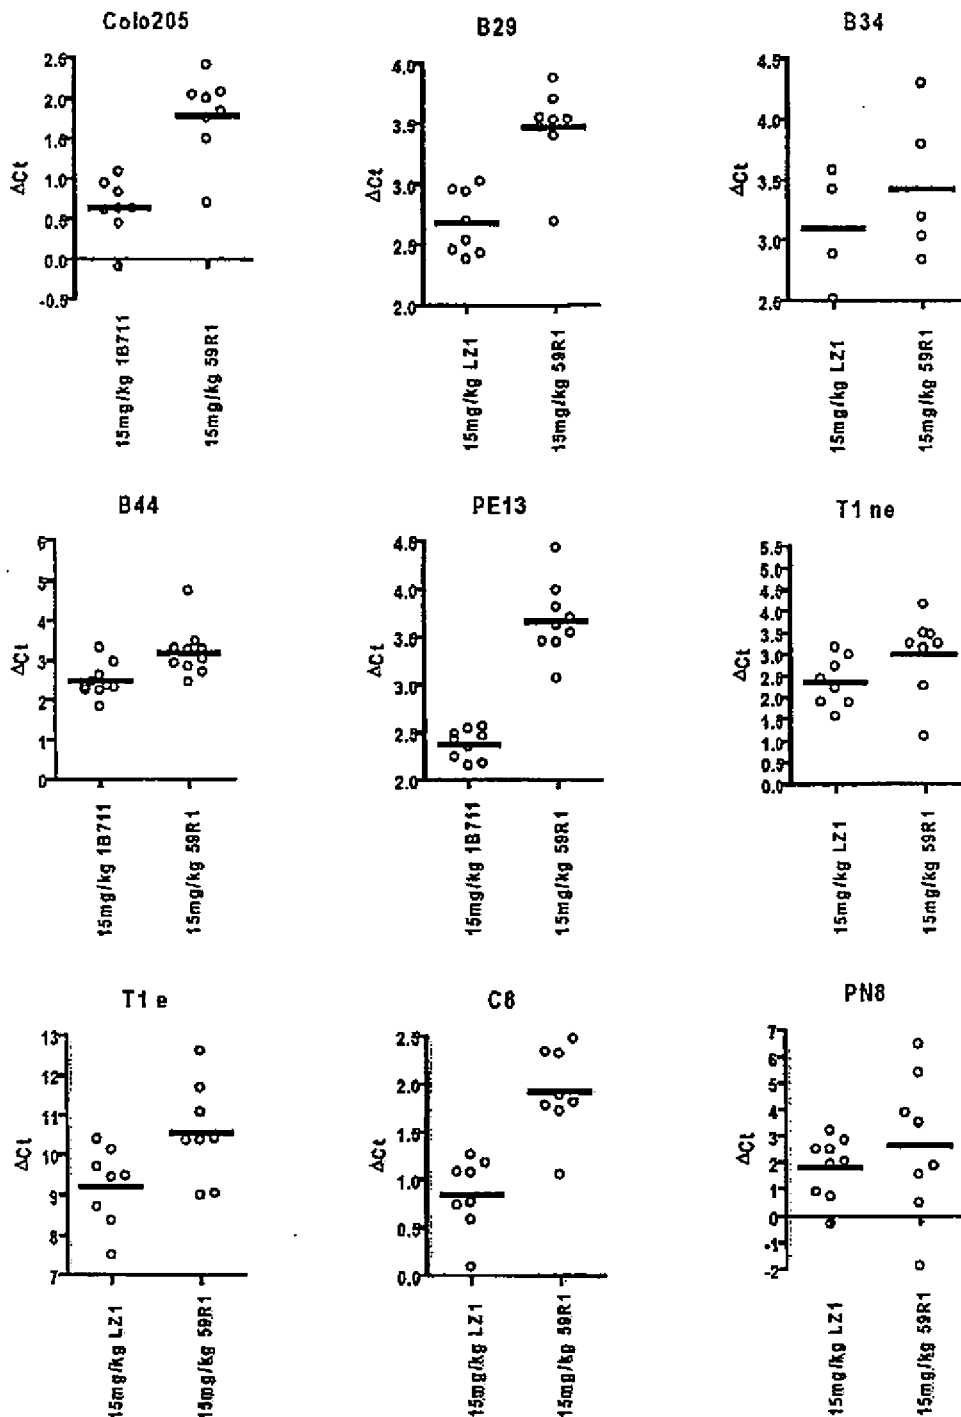 Colo205
B29
B34
ΔCt
2.5
2.0
1.5
1.0
0.5
0.0
-0.5
15mg/kg 1B711
15mg/kg 59R1
ΔCt
4.0
3.5
3.0
2.5
2.0
15mg/kg LZ1
15mg/kg 59R1
ΔCt
4.5
4.0
3.5
3.0
2.5
15mg/kg LZ1
15mg/kg 59R1
B44
PE13
T1 ne
ΔCt
6
5
4
3
2
1
0
15mg/kg 1B711
15mg/kg 59R1
ΔCt
4.5
4.0
3.5
3.0
2.5
2.0
15mg/kg 1B711
15mg/kg 59R1
ΔCt
5.5
5.0
4.5
4.0
3.5
3.0
2.5
2.0
1.5
1.0
0.5
0.0
15mg/kg LZ1
15mg/kg 59R1
T1 e
C8
PN8
ΔCt
13
12
11
10
9
8
7
15mg/kg LZ1
15mg/kg 59R1
ΔCt
2.5
2.0
1.5
1.0
0.5
0.0
15mg/kg LZ1
15mg/kg 59R1
ΔCt
7
6
5
4
3
2
1
0
-1
-2
15mg/kg LZ1
15mg/kg 59R1